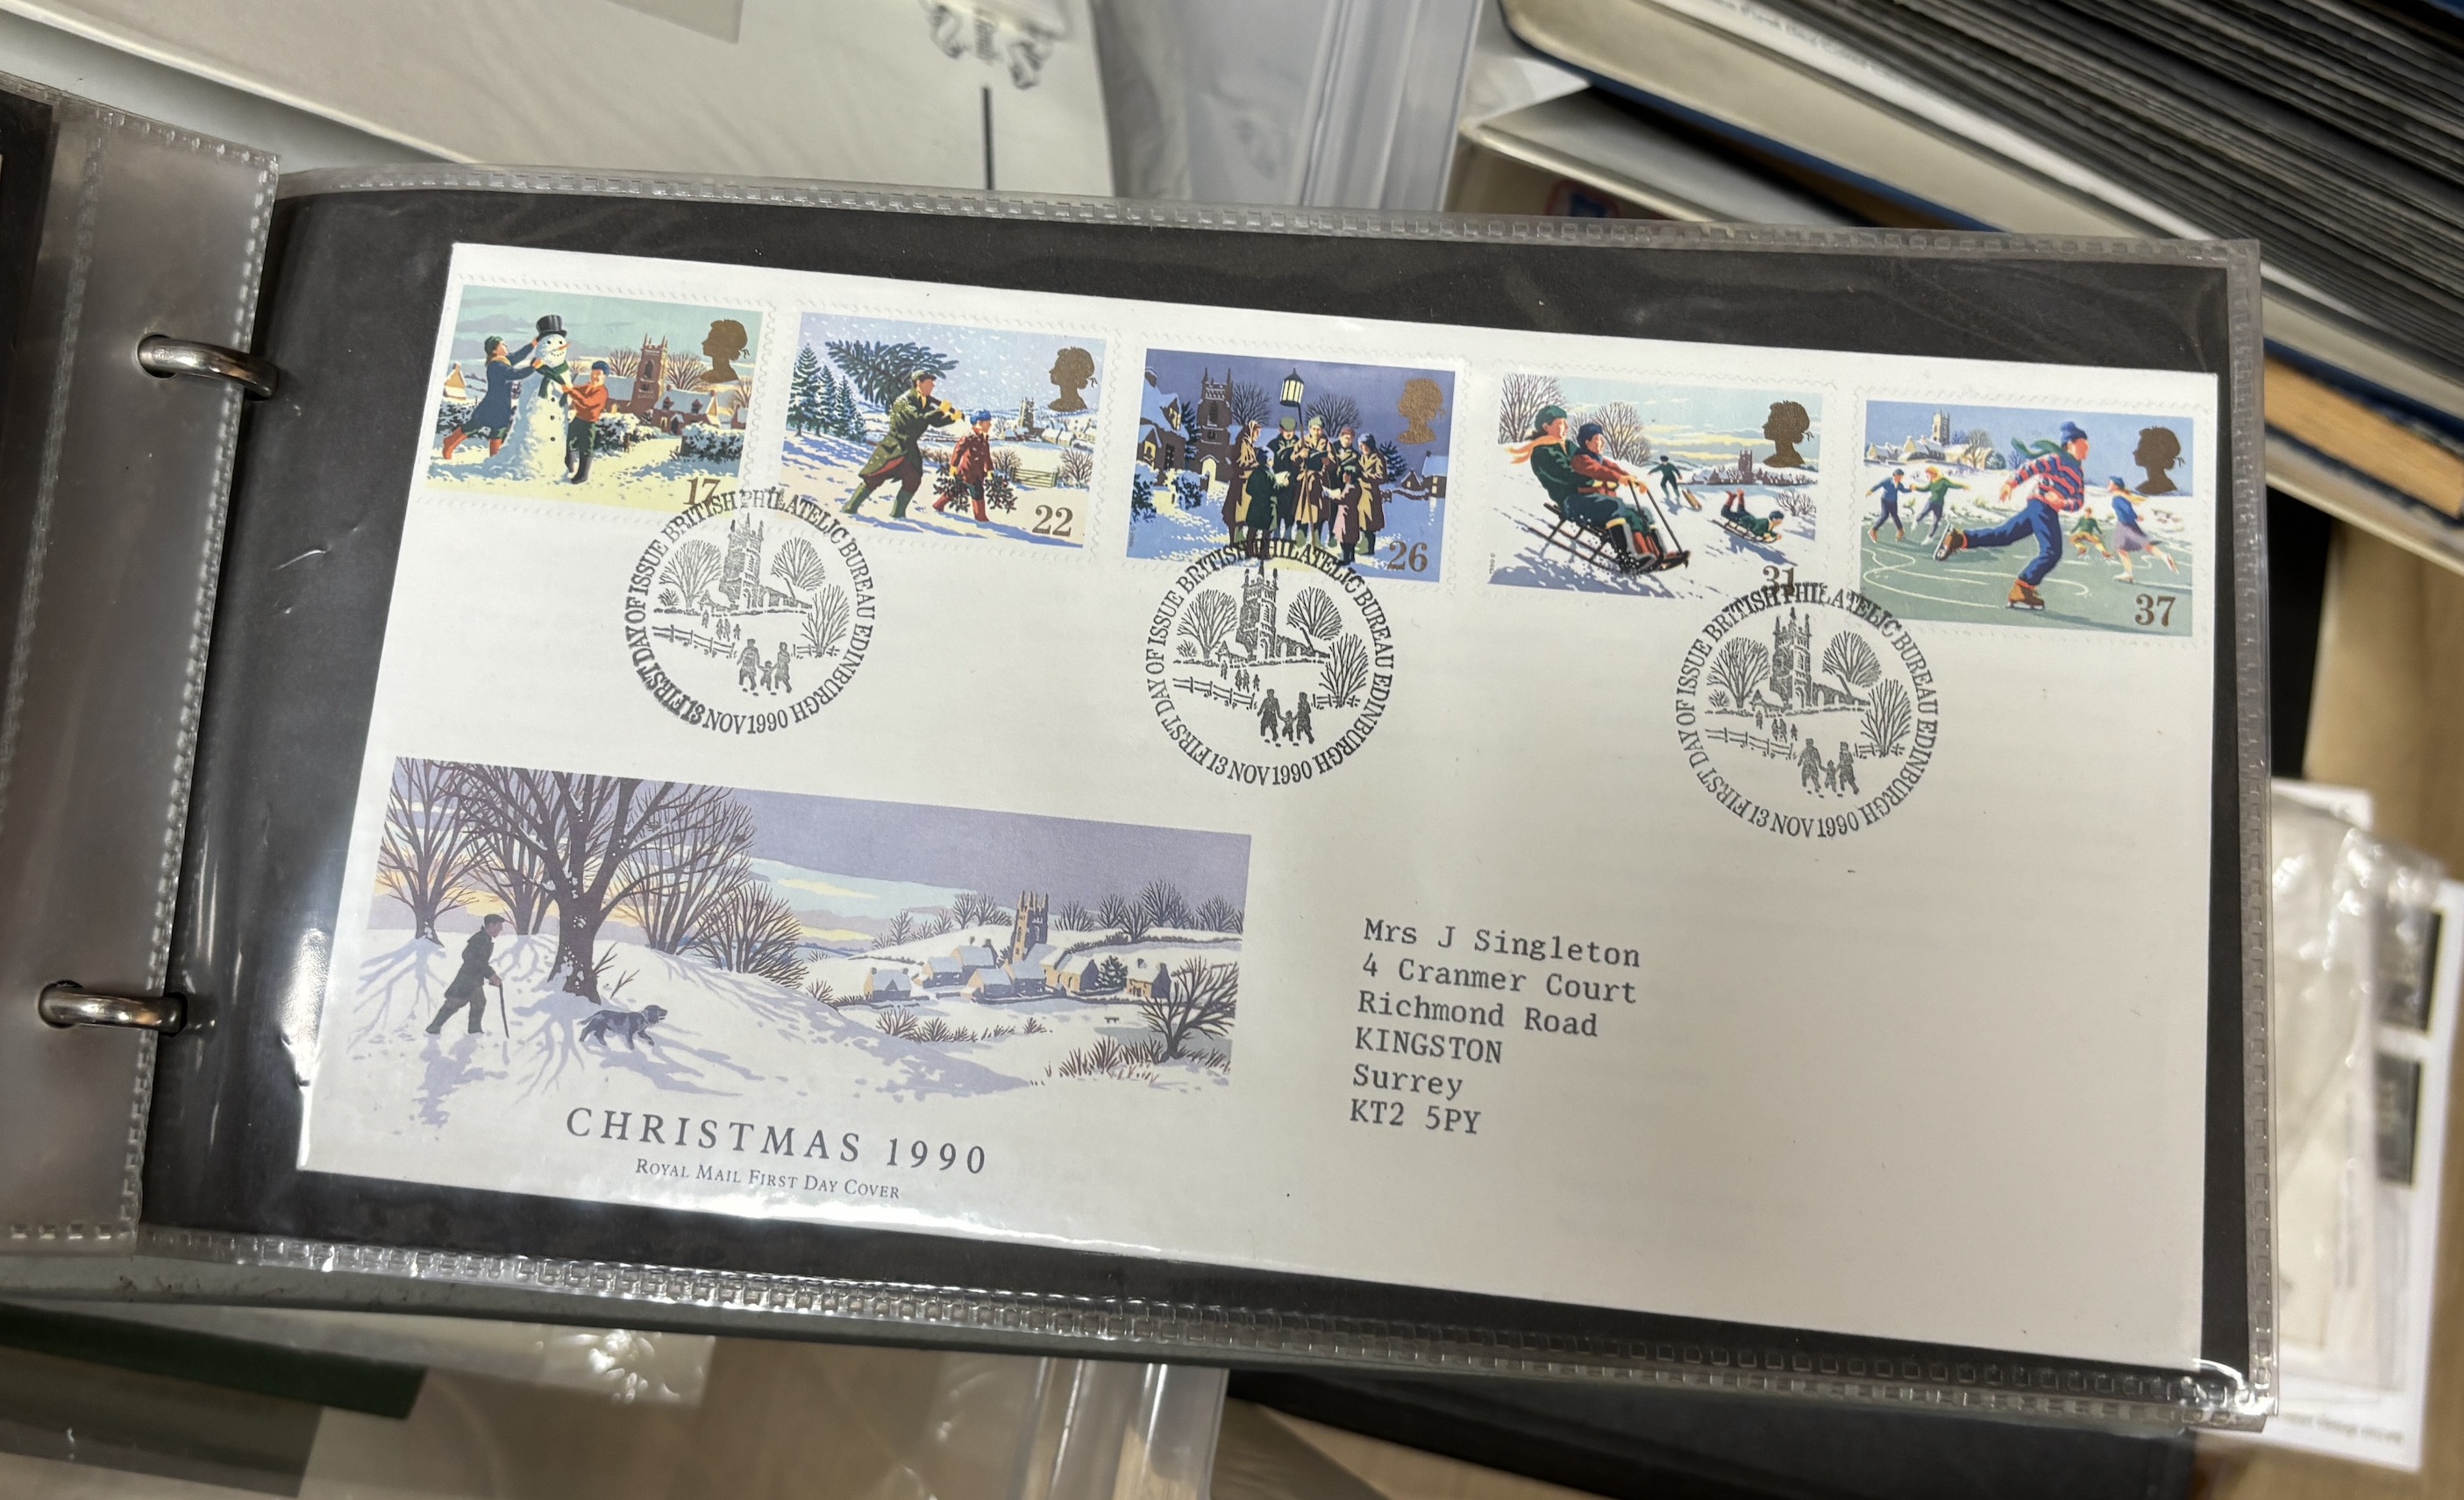 17
22
26
31
37
FIRST DAY OF ISSUE BRITISH PHILATELIC BUREAU EDINBURGH
13 NOV 1990
FIRST DAY OF ISSUE BRITISH PHILATELIC BUREAU EDINBURGH
13 NOV 1990
FIRST DAY OF ISSUE BRITISH PHILATELIC BUREAU EDINBURGH
13 NOV 1990
Mrs J Singleton
4 Cranmer Court
Richmond Road
KINGSTON
Surrey
KT2 5PY
CHRISTMAS 1990
ROYAL MAIL FIRST DAY COVER